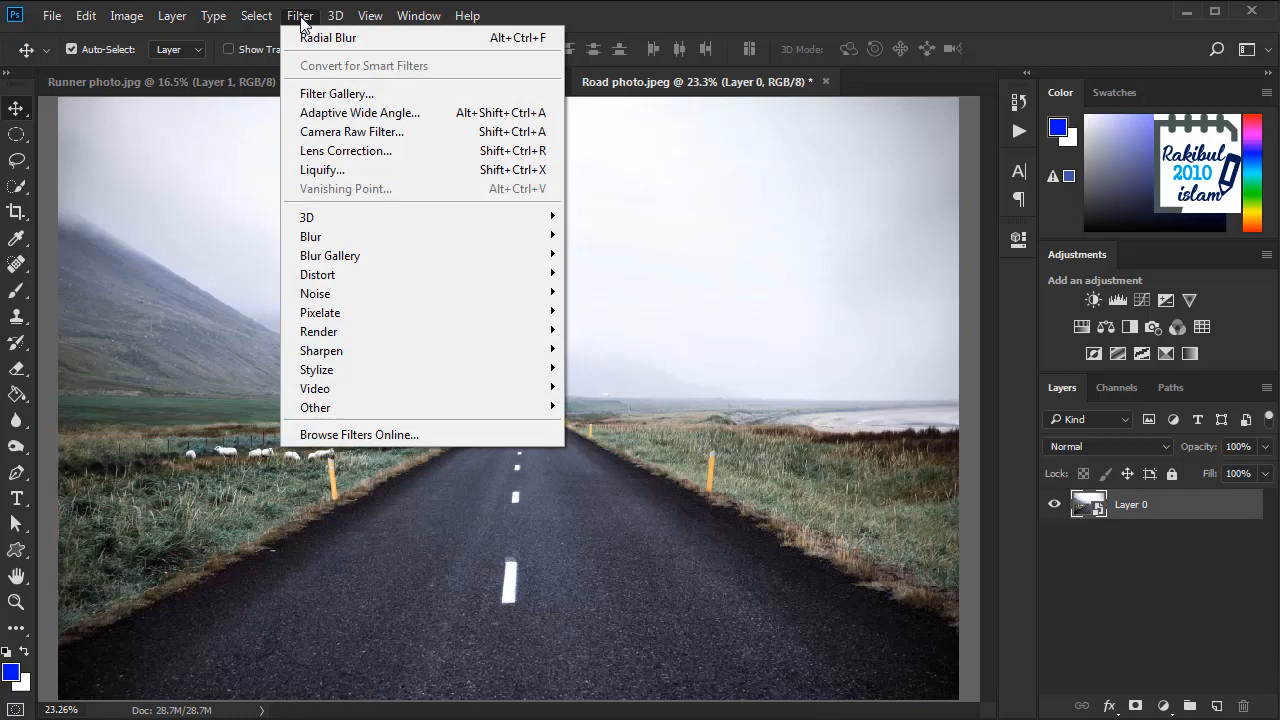 Ps File Edit Image Layer Type Select Filter 3D View Window Help
Auto-Select: Layer Show Tra 3D Mode:
Runner photo.jpeg @ 16.5% (Layer 1, RGB/8) Road photo.jpeg @ 23.3% (Layer 0, RGB/8) * ×
Radial Blur Alt+Ctrl+F
Convert for Smart Filters
Filter Gallery...
Adaptive Wide Angle... Alt+Shift+Ctrl+A
Camera Raw Filter... Shift+Ctrl+A
Lens Correction... Shift+Ctrl+R
Liquify... Shift+Ctrl+X
Vanishing Point... Alt+Ctrl+V
3D
Blur
Blur Gallery
Distort
Noise
Pixelate
Render
Sharpen
Stylize
Video
Other
Browse Filters Online...
Color Swatches
Rakibul
2010
islam
Adjustments
Add an adjustment
Layers Channels Paths
Kind
Normal Opacity: 100%
Lock: Fill: 100%
Layer 0
23.26% Doc: 28.7M/28.7M